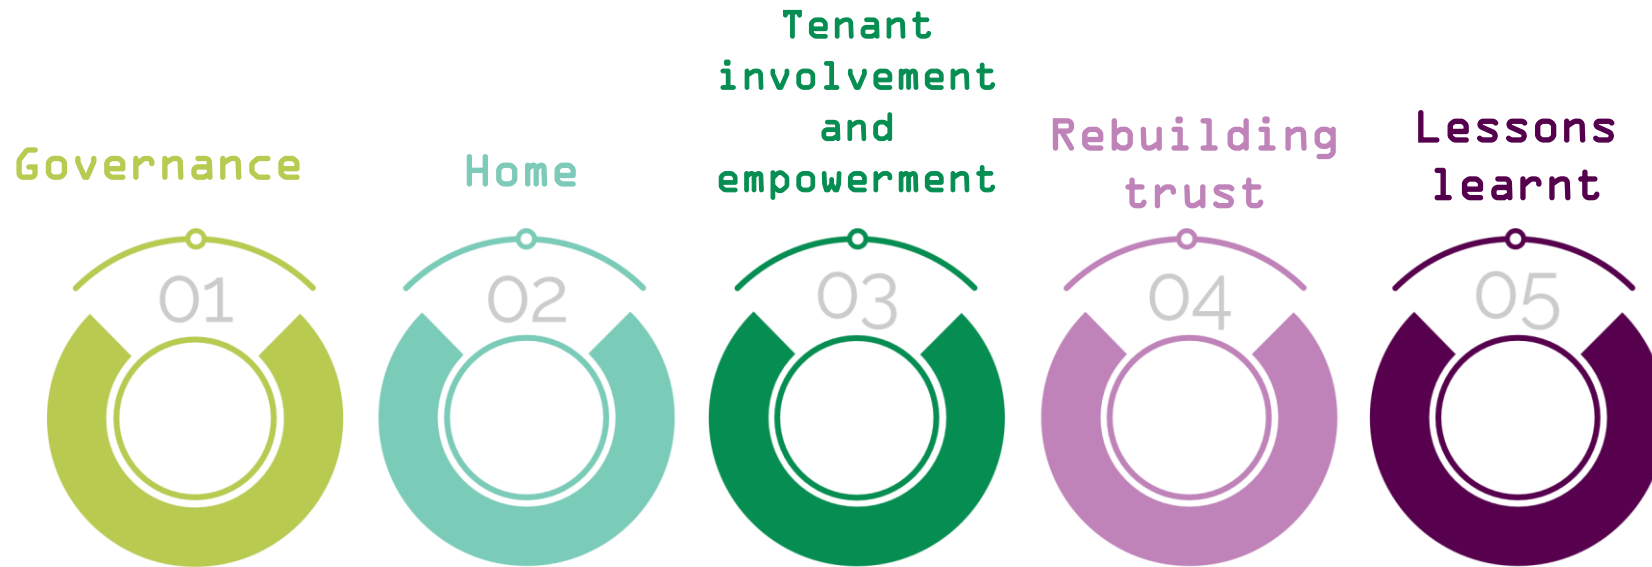 Governance
01
Home
02
Tenant
involvement
and
empowerment
03
Rebuilding
trust
04
Lessons
learnt
05